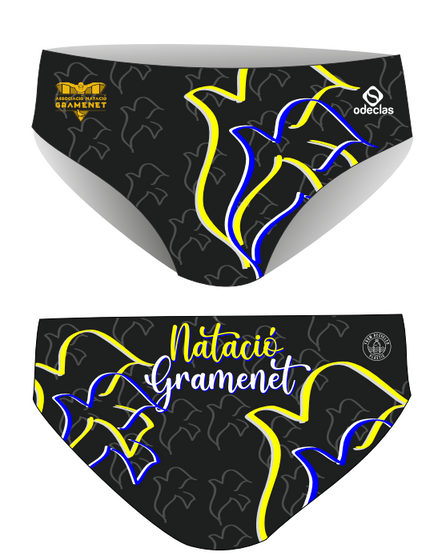 ASSOCIACIÓ NATACIÓ
GRAMENET
odeclas
Natació
Gramenet